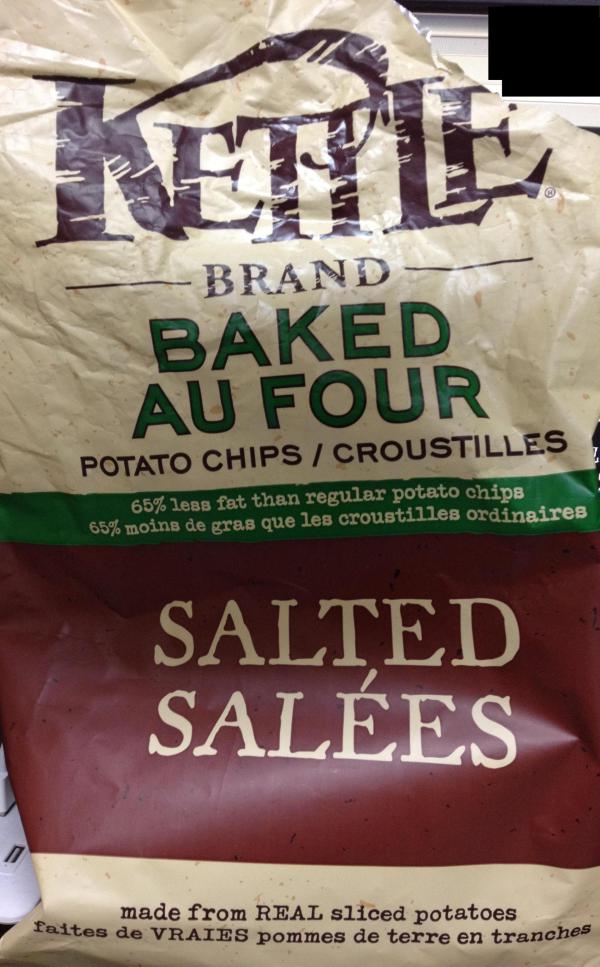 KETTLE®
BRAND
BAKED
AU FOUR
POTATO CHIPS / CROUSTILLES
65% less fat than regular potato chips
65% moins de gras que les croustilles ordinaires
SALTED
SALÉES
made from REAL sliced potatoes
faites de VRAIES pommes de terre en tranches